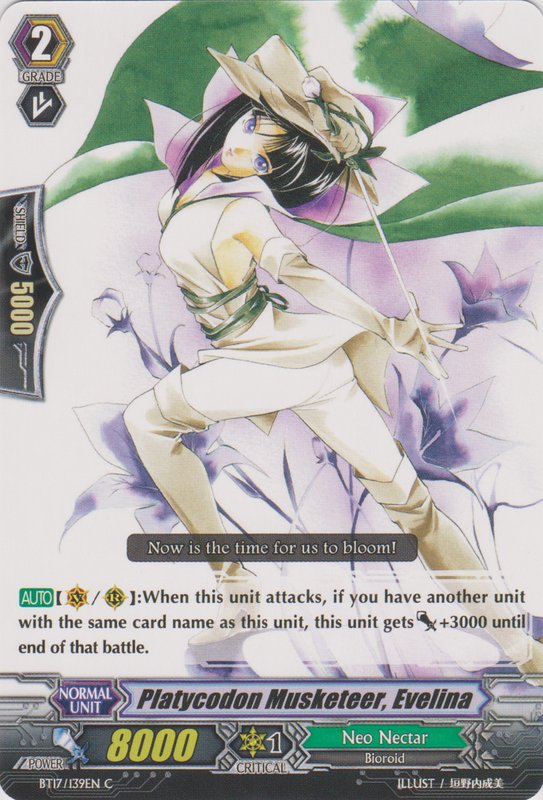 2
GRADE
SHIELD
5000
Now is the time for us to bloom!
AUTO【V/R】:When this unit attacks, if you have another unit
with the same card name as this unit, this unit gets +3000 until
end of that battle.
NORMAL
UNIT
Platycodon Musketeer, Evelina
POWER
8000
1
CRITICAL
Neo Nectar
Bioroid
BT17/139EN C
ILLUST / 垣野内成美